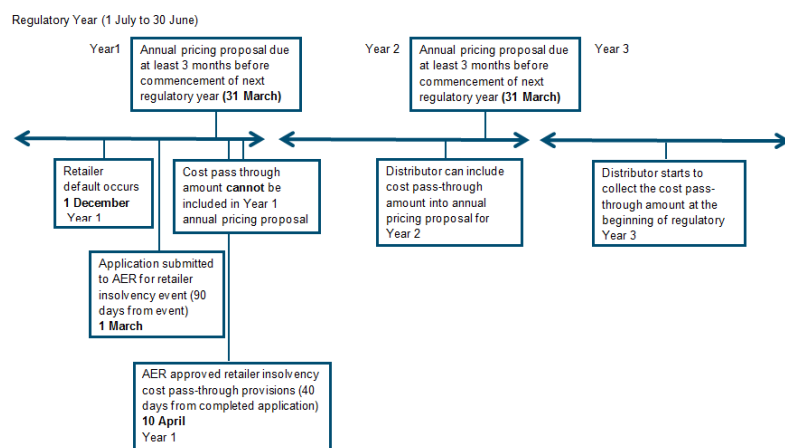 Regulatory Year (1 July to 30 June)
Year1
Annual pricing proposal due
at least 3 months before
commencement of next
regulatory year (31 March)
Year 2
Annual pricing proposal due
at least 3 months before
commencement of next
regulatory year (31 March)
Year 3
Retailer
default occurs
1 December
Year 1
Cost pass through
amount cannot be
included in Year 1
annual pricing proposal
Distributor can include
cost pass-through
amount into annual
pricing proposal for
Year 2
Distributor starts to
collect the cost pass-
through amount at the
beginning of regulatory
Year 3
Application submitted
to AER for retailer
insolvency event (90
days from event)
1 March
AER approved retailer insolvency
cost pass-through provisions (40
days from completed application)
10 April
Year 1